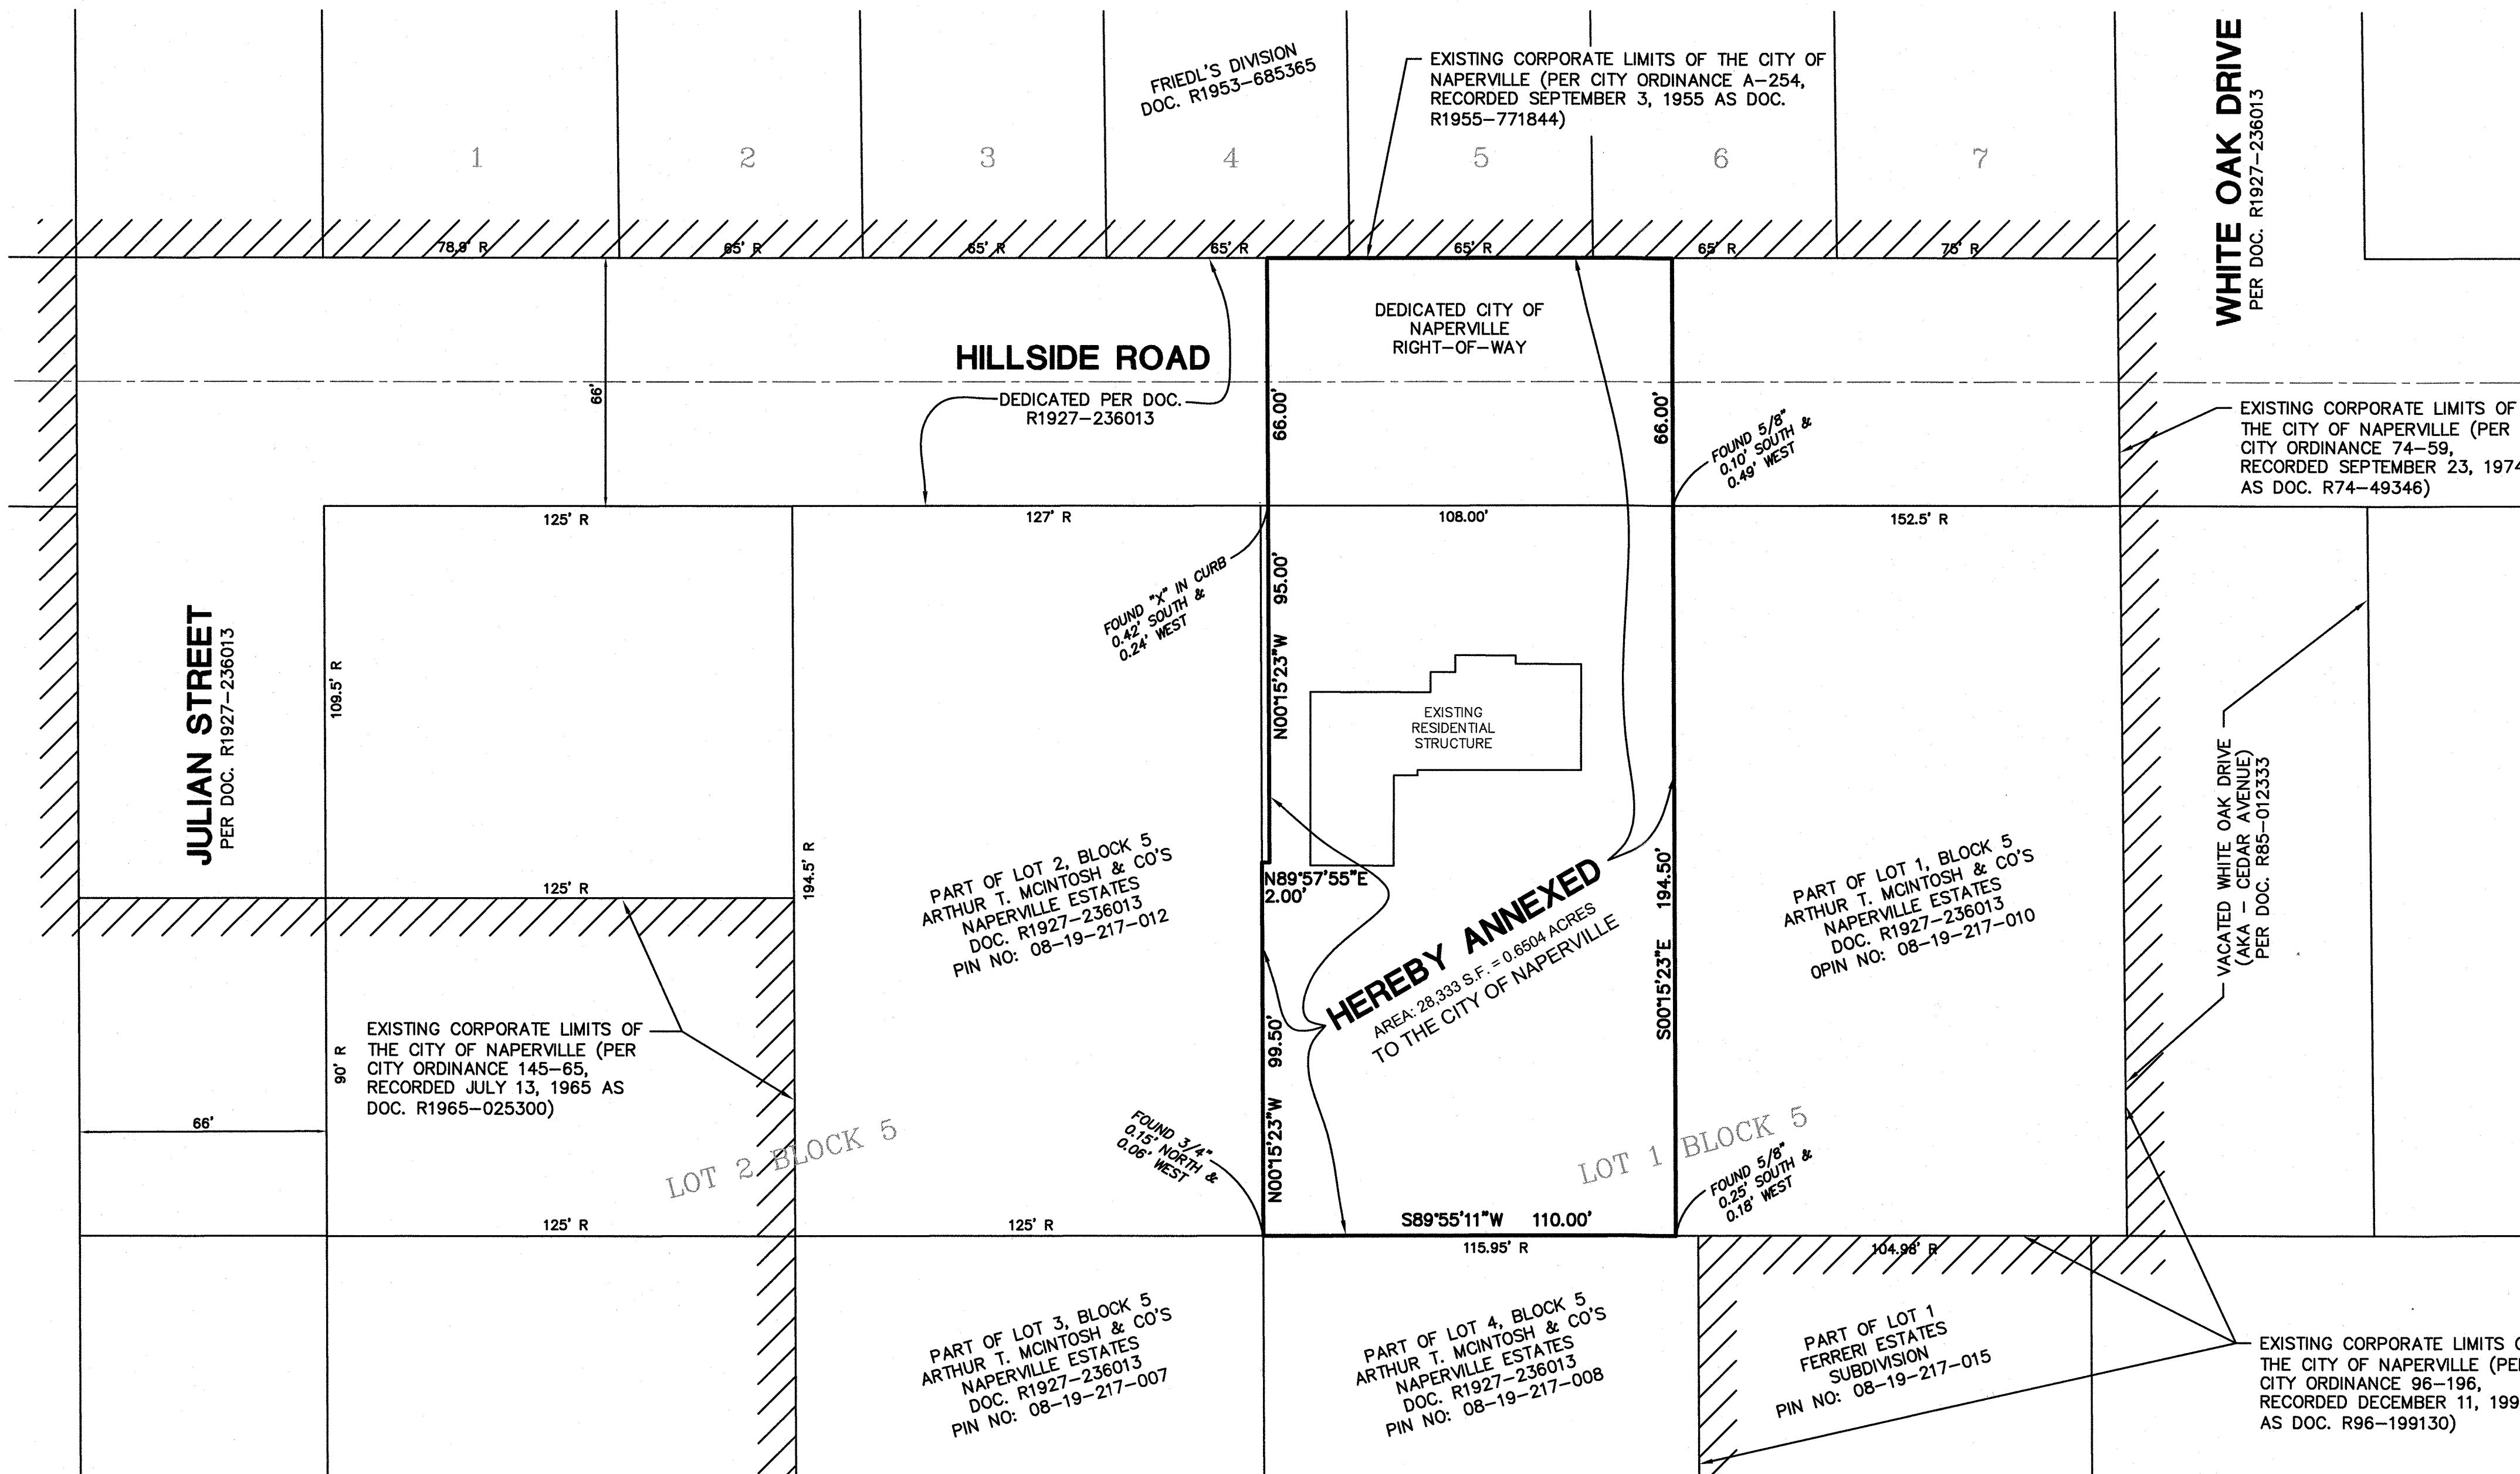 FRIEDL'S DIVISION
DOC. R1953-685365
EXISTING CORPORATE LIMITS OF THE CITY OF
NAPERVILLE (PER CITY ORDINANCE A-254,
RECORDED SEPTEMBER 3, 1955 AS DOC.
R1955-771844)
WHITE OAK DRIVE
PER DOC. R1927-236013
1
2
3
4
5
6
7
78.9' R
65' R
65' R
65' R
65' R
65' R
75' R
DEDICATED CITY OF
NAPERVILLE
RIGHT-OF-WAY
HILLSIDE ROAD
DEDICATED PER DOC.
R1927-236013
66'
66.00'
66.00'
FOUND 5/8"
0.10' SOUTH &
0.49' WEST
EXISTING CORPORATE LIMITS OF
THE CITY OF NAPERVILLE (PER
CITY ORDINANCE 74-59,
RECORDED SEPTEMBER 23, 1974
AS DOC. R74-49346)
125' R
127' R
108.00'
152.5' R
FOUND "X" IN CURB
0.42' SOUTH &
0.24' WEST
N00°15'23"W 95.00'
JULIAN STREET
PER DOC. R1927-236013
109.5' R
EXISTING
RESIDENTIAL
STRUCTURE
VACATED WHITE OAK DRIVE
(AKA - CEDAR AVENUE)
PER DOC. R85-012333
194.5' R
125' R
PART OF LOT 2, BLOCK 5
ARTHUR T. MCINTOSH & CO'S
NAPERVILLE ESTATES
DOC. R1927-236013
PIN NO: 08-19-217-012
N89°57'55"E
2.00'
HEREBY ANNEXED
AREA: 28,333 S.F. = 0.6504 ACRES
TO THE CITY OF NAPERVILLE
S00°15'23"E 194.50'
PART OF LOT 1, BLOCK 5
ARTHUR T. MCINTOSH & CO'S
NAPERVILLE ESTATES
DOC. R1927-236013
0PIN NO: 08-19-217-010
90' R
EXISTING CORPORATE LIMITS OF
THE CITY OF NAPERVILLE (PER
CITY ORDINANCE 145-65,
RECORDED JULY 13, 1965 AS
DOC. R1965-025300)
66'
LOT 2 BLOCK 5
FOUND 3/4"
0.15' NORTH &
0.06' WEST
N00°15'23"W 99.50'
LOT 1 BLOCK 5
FOUND 5/8"
0.25' SOUTH &
0.18' WEST
125' R
125' R
S89°55'11"W 110.00'
115.95' R
104.98' R
PART OF LOT 3, BLOCK 5
ARTHUR T. MCINTOSH & CO'S
NAPERVILLE ESTATES
DOC. R1927-236013
PIN NO: 08-19-217-007
PART OF LOT 4, BLOCK 5
ARTHUR T. MCINTOSH & CO'S
NAPERVILLE ESTATES
DOC. R1927-236013
PIN NO: 08-19-217-008
PART OF LOT 1
FERRERI ESTATES
SUBDIVISION
PIN NO: 08-19-217-015
EXISTING CORPORATE LIMITS
THE CITY OF NAPERVILLE
CITY ORDINANCE 96-196,
RECORDED DECEMBER 11,
AS DOC. R96-199130)